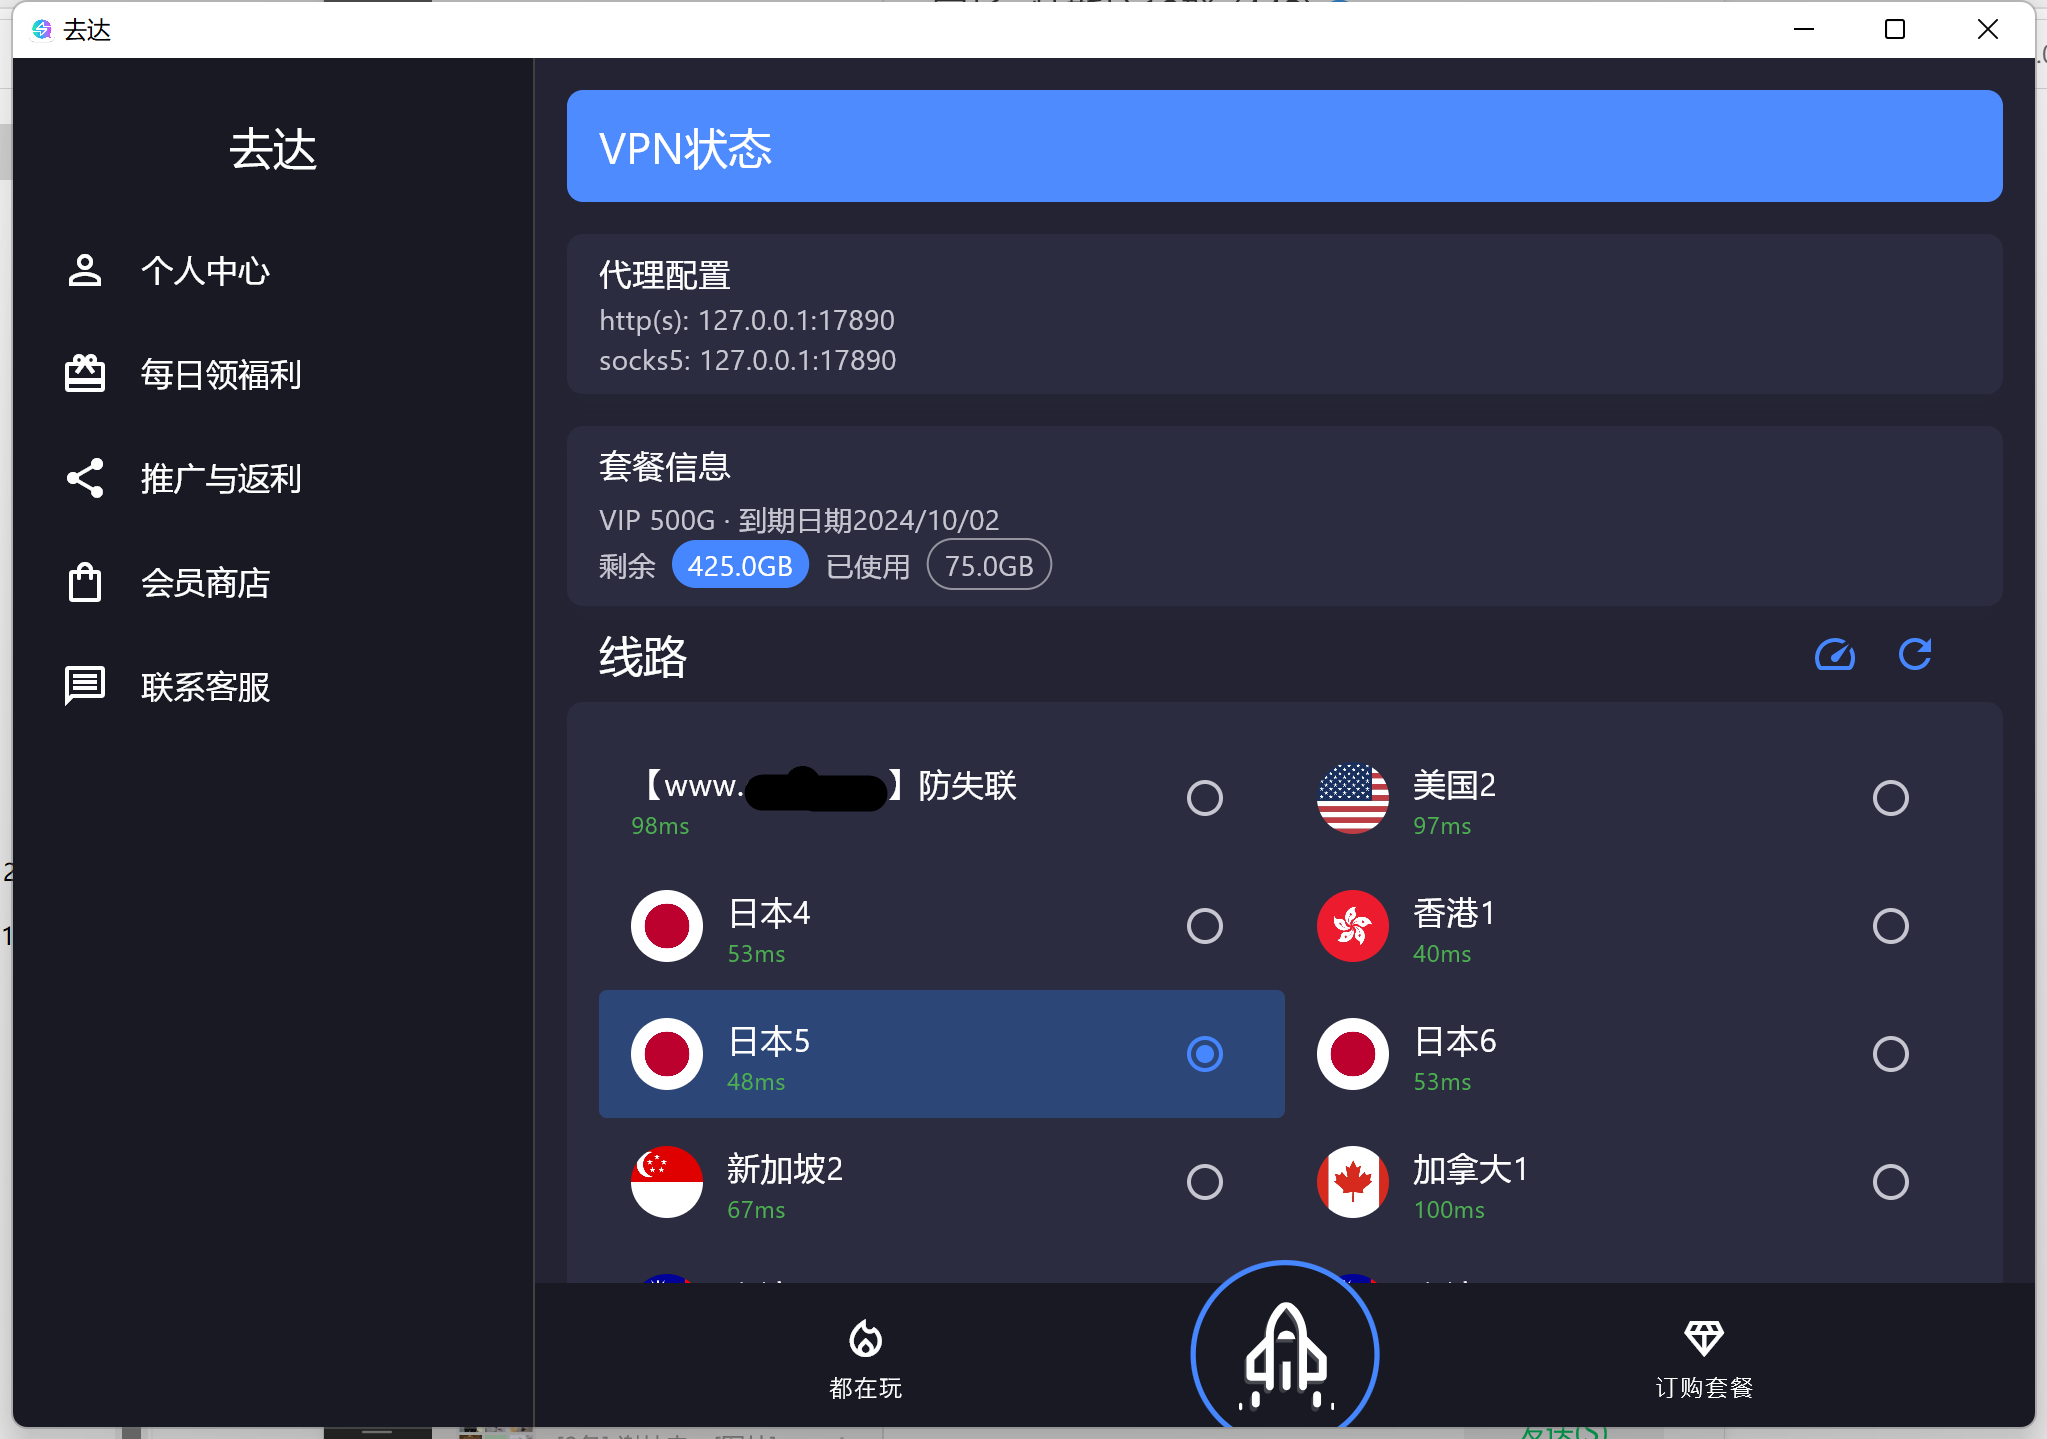 去达
去达
个人中心
每日领福利
推广与返利
会员商店
联系客服
VPN状态
代理配置
http(s): 127.0.0.1:17890
socks5: 127.0.0.1:17890
套餐信息
VIP 500G · 到期日期2024/10/02
剩余 425.0GB 已使用 75.0GB
线路
【www.】防失联
98ms
美国2
97ms
日本4
53ms
香港1
40ms
日本5
48ms
日本6
53ms
新加坡2
67ms
加拿大1
100ms
都在玩
订购套餐